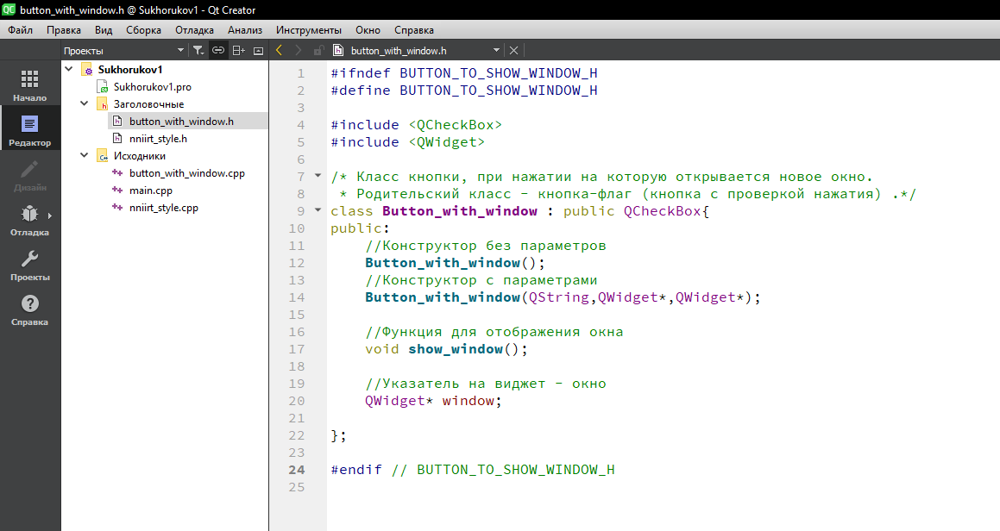 QC button_with_window.h @ Sukhorukov1 - Qt Creator
Файл Правка Вид Сборка Отладка Анализ Инструменты Окно Справка
Проекты
button_with_window.h
Начало
Редактор
Дизайн
Отладка
Проекты
Справка
Sukhorukov1
Sukhorukov1.pro
Заголовочные
button_with_window.h
nniirt_style.h
Исходники
button_with_window.cpp
main.cpp
nniirt_style.cpp
1 #ifndef BUTTON_TO_SHOW_WINDOW_H
2 #define BUTTON_TO_SHOW_WINDOW_H
3
4 #include <QCheckBox>
5 #include <QWidget>
6
7 /* Класс кнопки, при нажатии на которую открывается новое окно.
8 * Родительский класс - кнопка-флаг (кнопка с проверкой нажатия) .*/
9 class Button_with_window : public QCheckBox{
10 public:
11 //Конструктор без параметров
12 Button_with_window();
13 //Конструктор с параметрами
14 Button_with_window(QString,QWidget*,QWidget*);
15
16 //Функция для отображения окна
17 void show_window();
18
19 //Указатель на виджет - окно
20 QWidget* window;
21
22 };
23
24 #endif // BUTTON_TO_SHOW_WINDOW_H
25